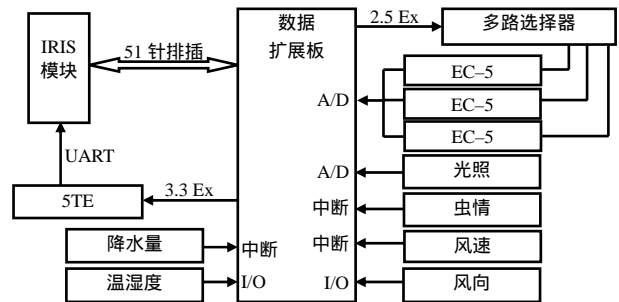 IRIS
模块
51 针排插
数据
扩展板
2.5 Ex
多路选择器
EC–5
A/D
EC–5
EC–5
UART
A/D
光照
5TE
3.3 Ex
中断
虫情
降水量
中断
中断
风速
温湿度
I/O
I/O
风向